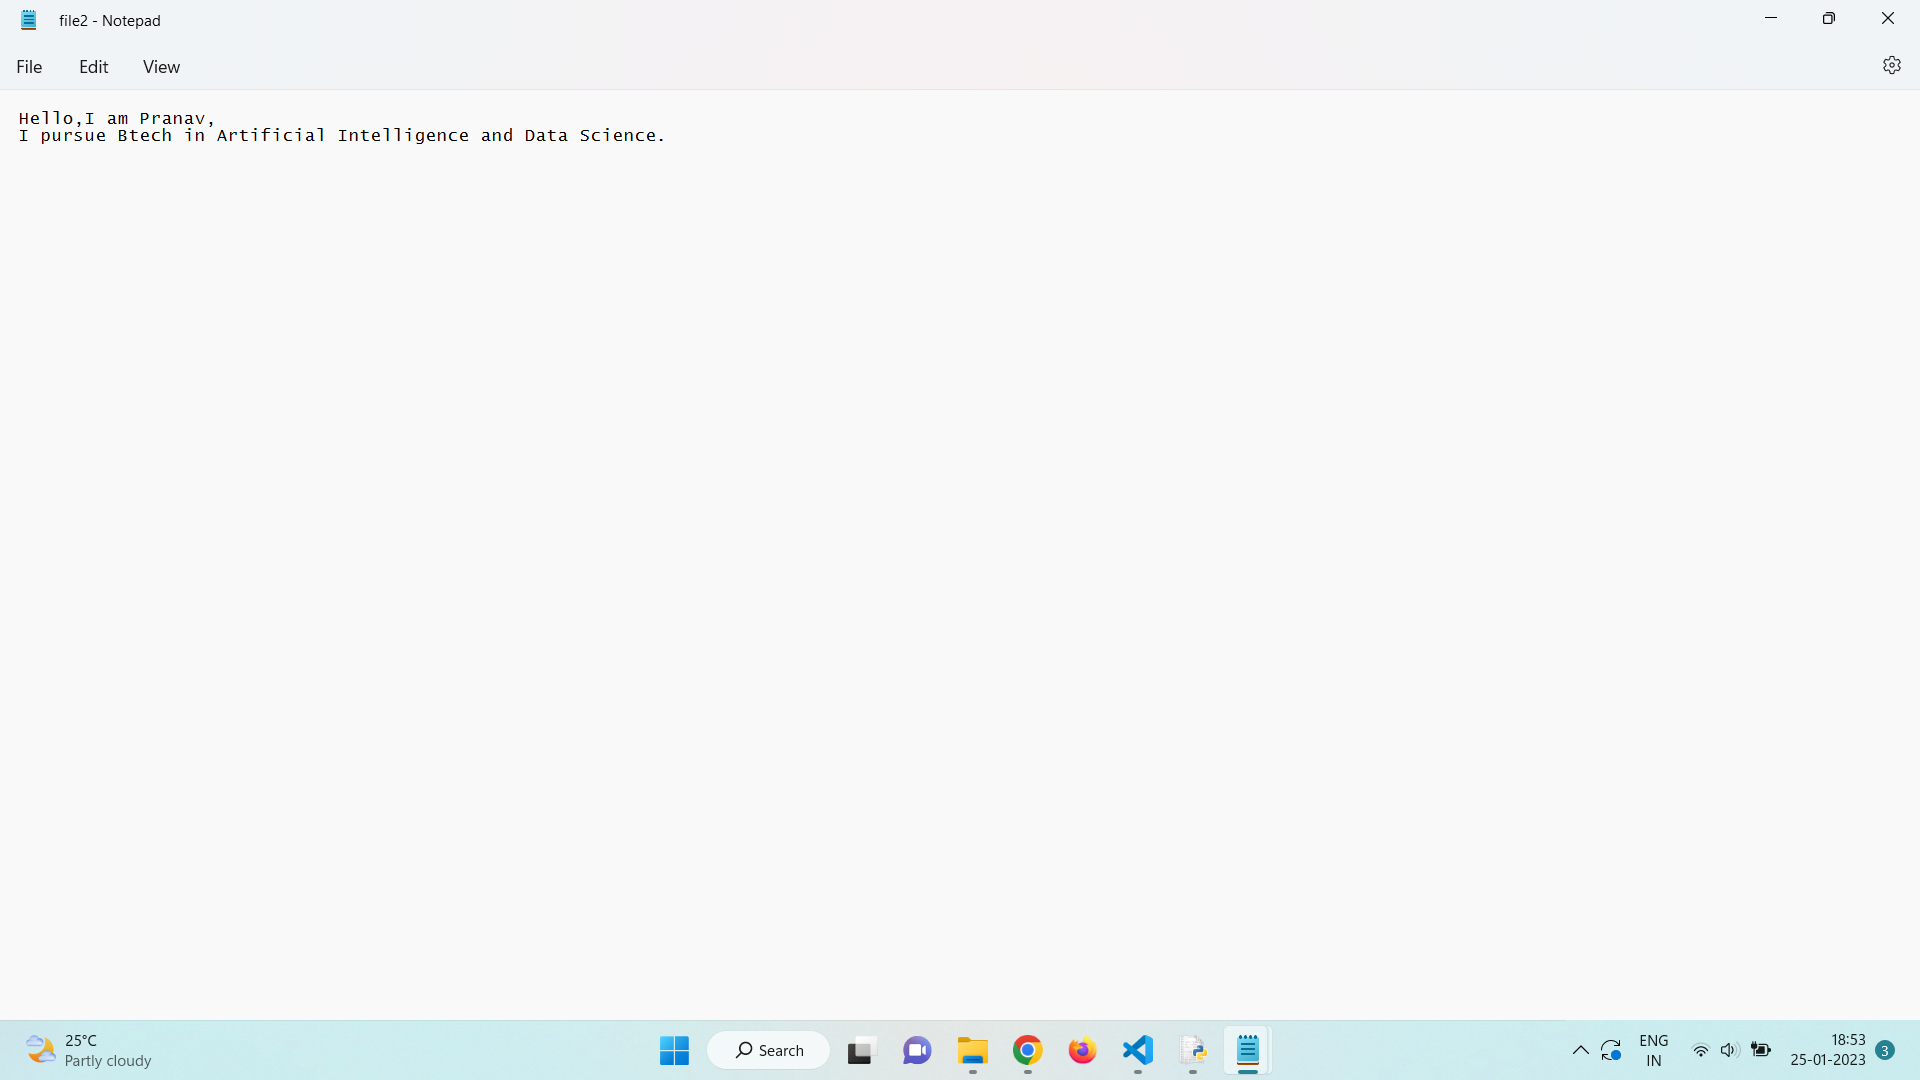 file2 - Notepad
File Edit View
Hello,I am Pranav,
I pursue Btech in Artificial Intelligence and Data Science.
25°C
Partly cloudy
Search
ENG
IN
18:53
25-01-2023
3